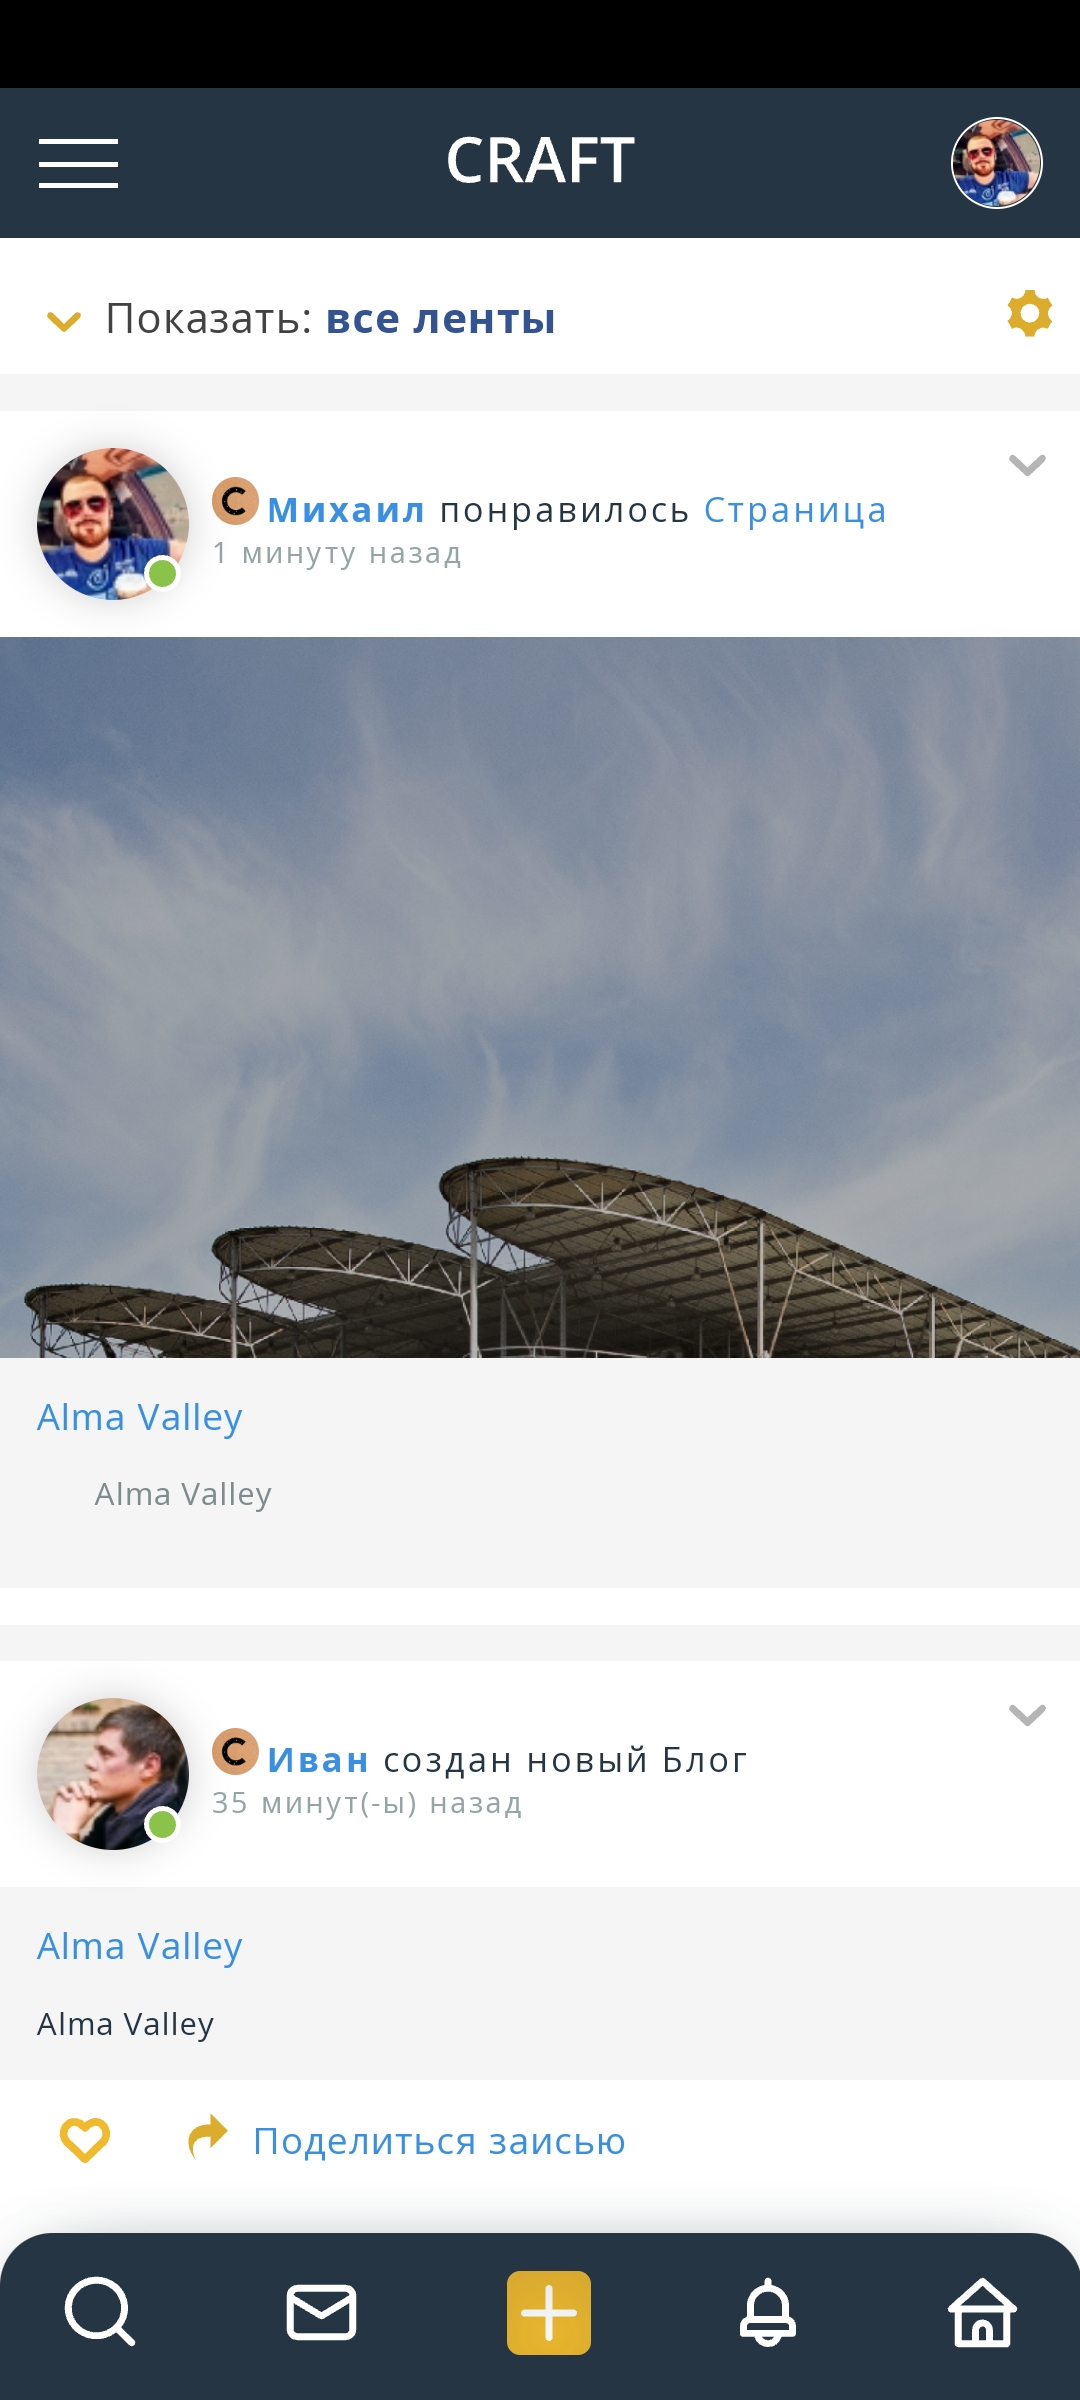 CRAFT
Показать: все ленты
C Михаил понравилось Страница
1 минуту назад
Alma Valley
Alma Valley
C Иван создан новый Блог
35 минут(-ы) назад
Alma Valley
Alma Valley
Поделиться заисью